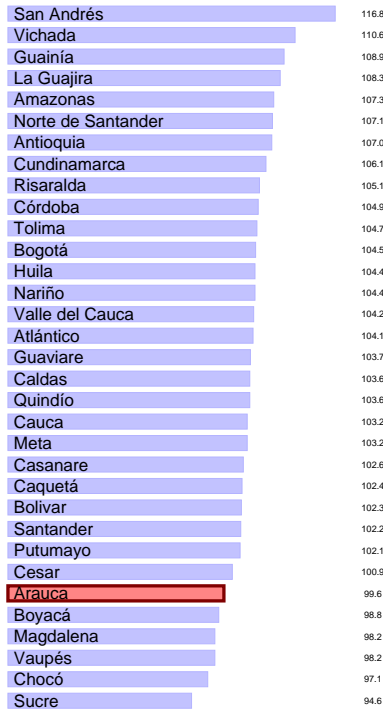 San Andrés 116.8
Vichada 110.6
Guainía 108.9
La Guajira 108.3
Amazonas 107.3
Norte de Santander 107.1
Antioquia 107.0
Cundinamarca 106.1
Risaralda 105.1
Córdoba 104.9
Tolima 104.7
Bogotá 104.5
Huila 104.4
Nariño 104.4
Valle del Cauca 104.2
Atlántico 104.1
Guaviare 103.7
Caldas 103.6
Quindío 103.6
Cauca 103.2
Meta 103.2
Casanare 102.6
Caquetá 102.4
Bolivar 102.3
Santander 102.2
Putumayo 102.1
Cesar 100.9
Arauca 99.6
Boyacá 98.8
Magdalena 98.2
Vaupés 98.2
Chocó 97.1
Sucre 94.6